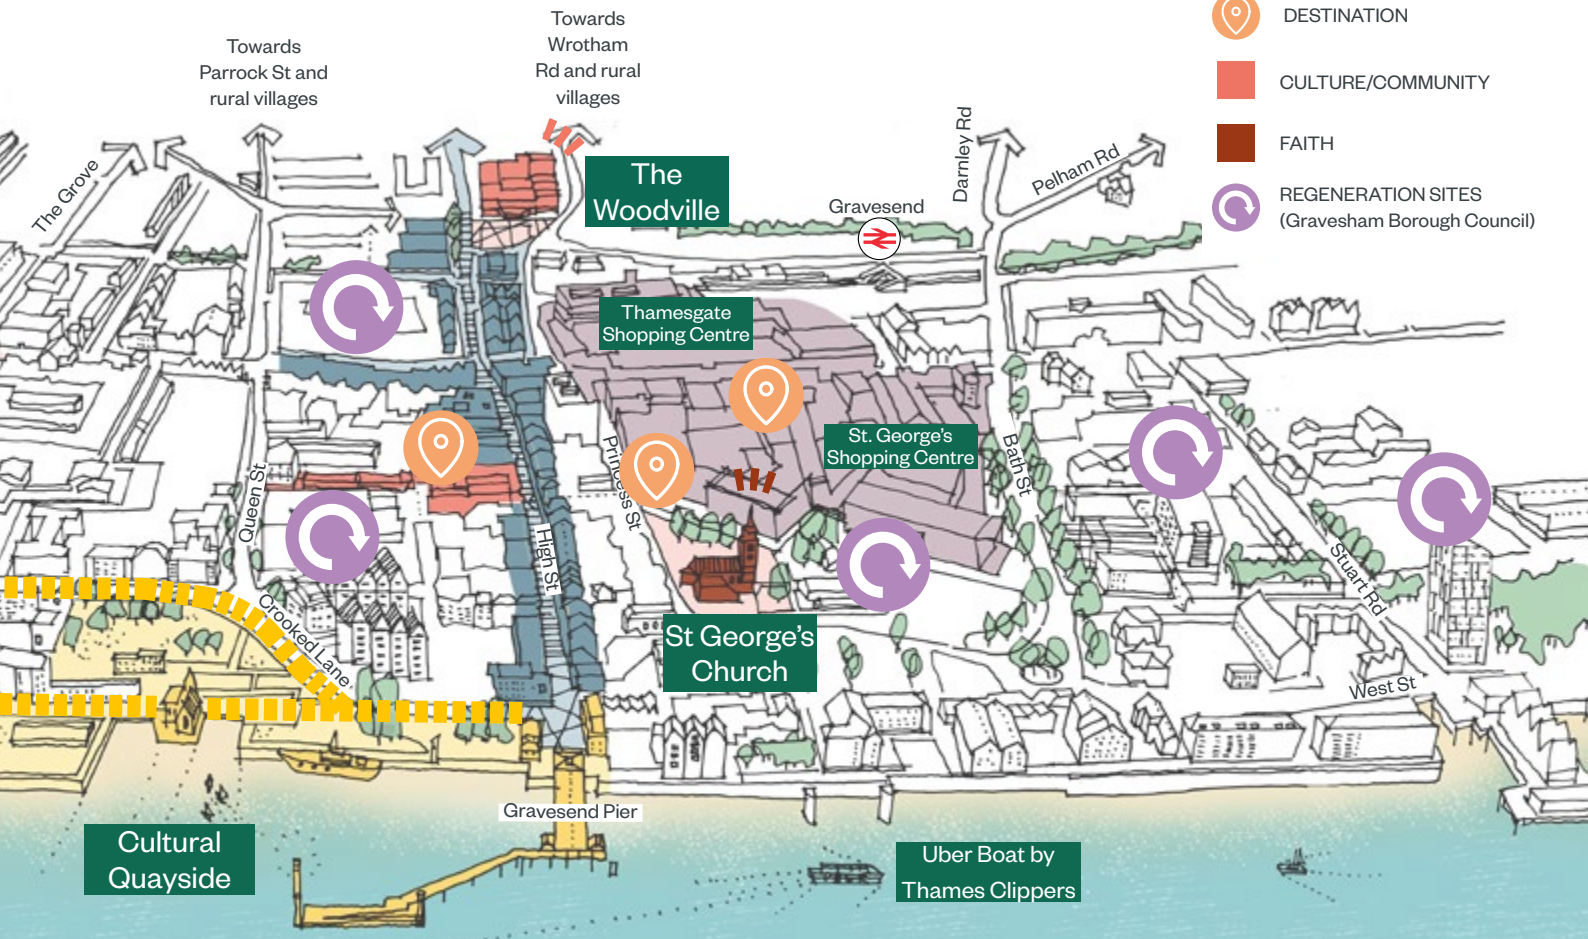 Towards
Parrock St and
rural villages
Towards
Wrotham
Rd and rural
villages
DESTINATION
CULTURE/COMMUNITY
FAITH
REGENERATION SITES
(Gravesham Borough Council)
The Grove
The
Woodville
Gravesend
Darnley Rd
Pelham Rd
Thamesgate
Shopping Centre
St. George's
Shopping Centre
Princess St
Bath St
Queen St
High St
Crooked Lane
Stuart Rd
St George's
Church
West St
Gravesend Pier
Cultural
Quayside
Uber Boat by
Thames Clippers